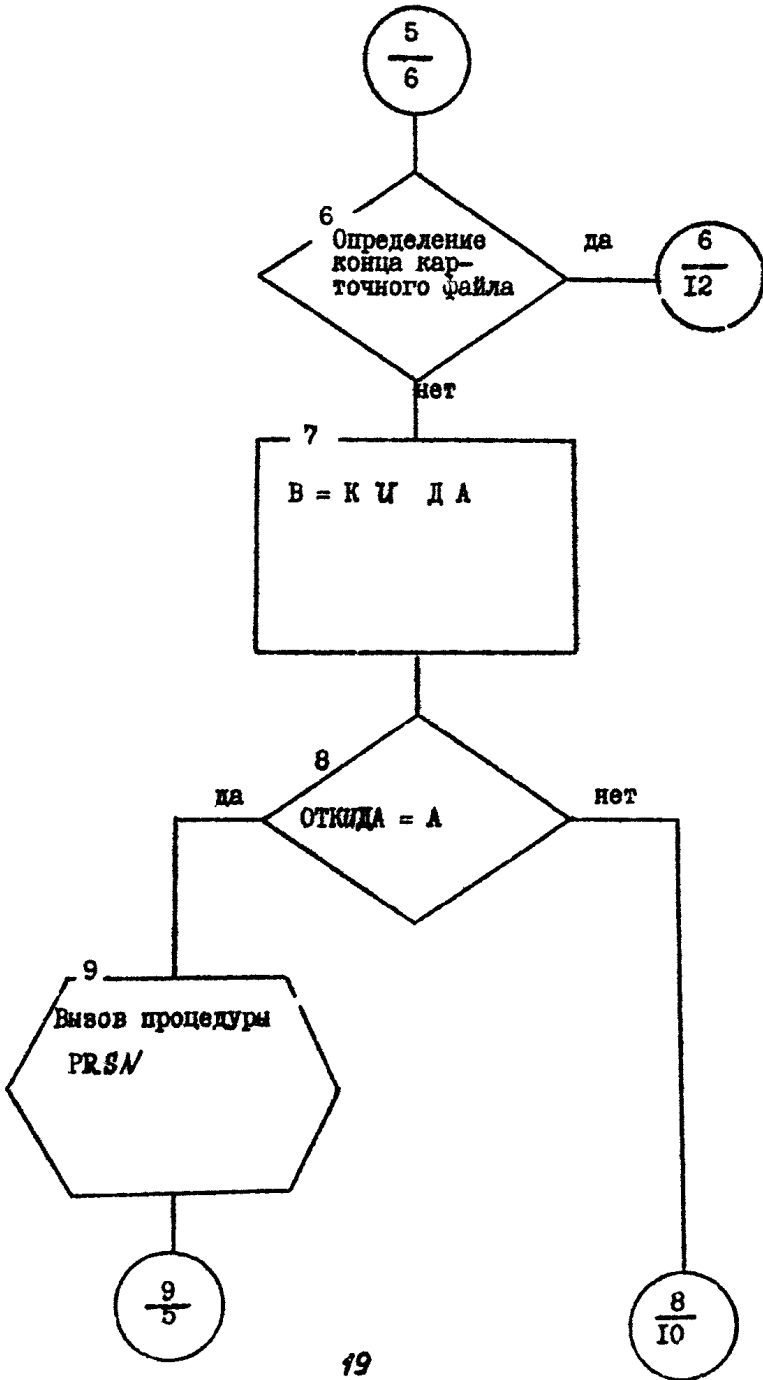 5
6
6
Определение
конца кар-
точного файла
да
6
I2
нет
7
В = К И Д А
8
да
ОТКИДА = А
нет
9
Вызов процедуры
PRSN
9
5
8
I0
19